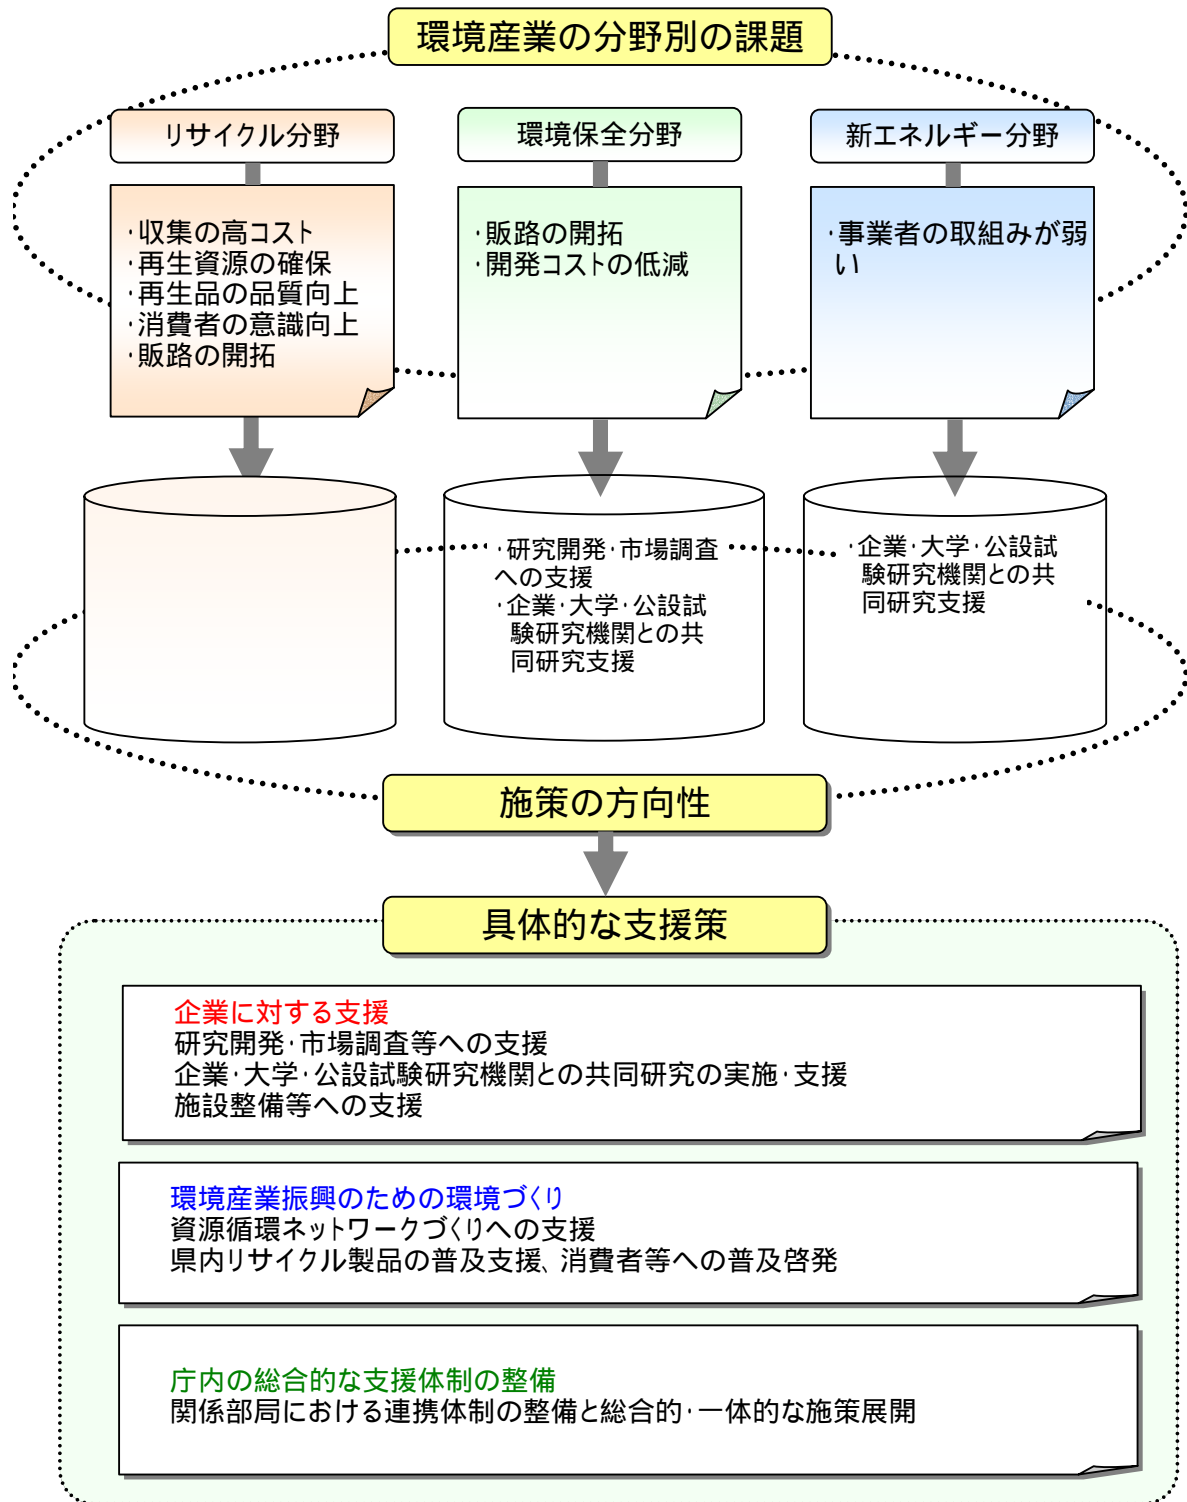 環境産業の分野別の課題
リサイクル分野
環境保全分野
新エネルギー分野
･収集の高コスト
･再生資源の確保
･再生品の品質向上
･消費者の意識向上
･販路の開拓
･販路の開拓
･開発コストの低減
･事業者の取組みが弱
い
･研究開発･市場調査
への支援
･企業･大学･公設試
験研究機関との共
同研究支援
･企業･大学･公設試
験研究機関との共
同研究支援
施策の方向性
具体的な支援策
企業に対する支援
研究開発･市場調査等への支援
企業･大学･公設試験研究機関との共同研究の実施･支援
施設整備等への支援
環境産業振興のための環境づくり
資源循環ネットワークづくりへの支援
県内リサイクル製品の普及支援、消費者等への普及啓発
庁内の総合的な支援体制の整備
関係部局における連携体制の整備と総合的･一体的な施策展開